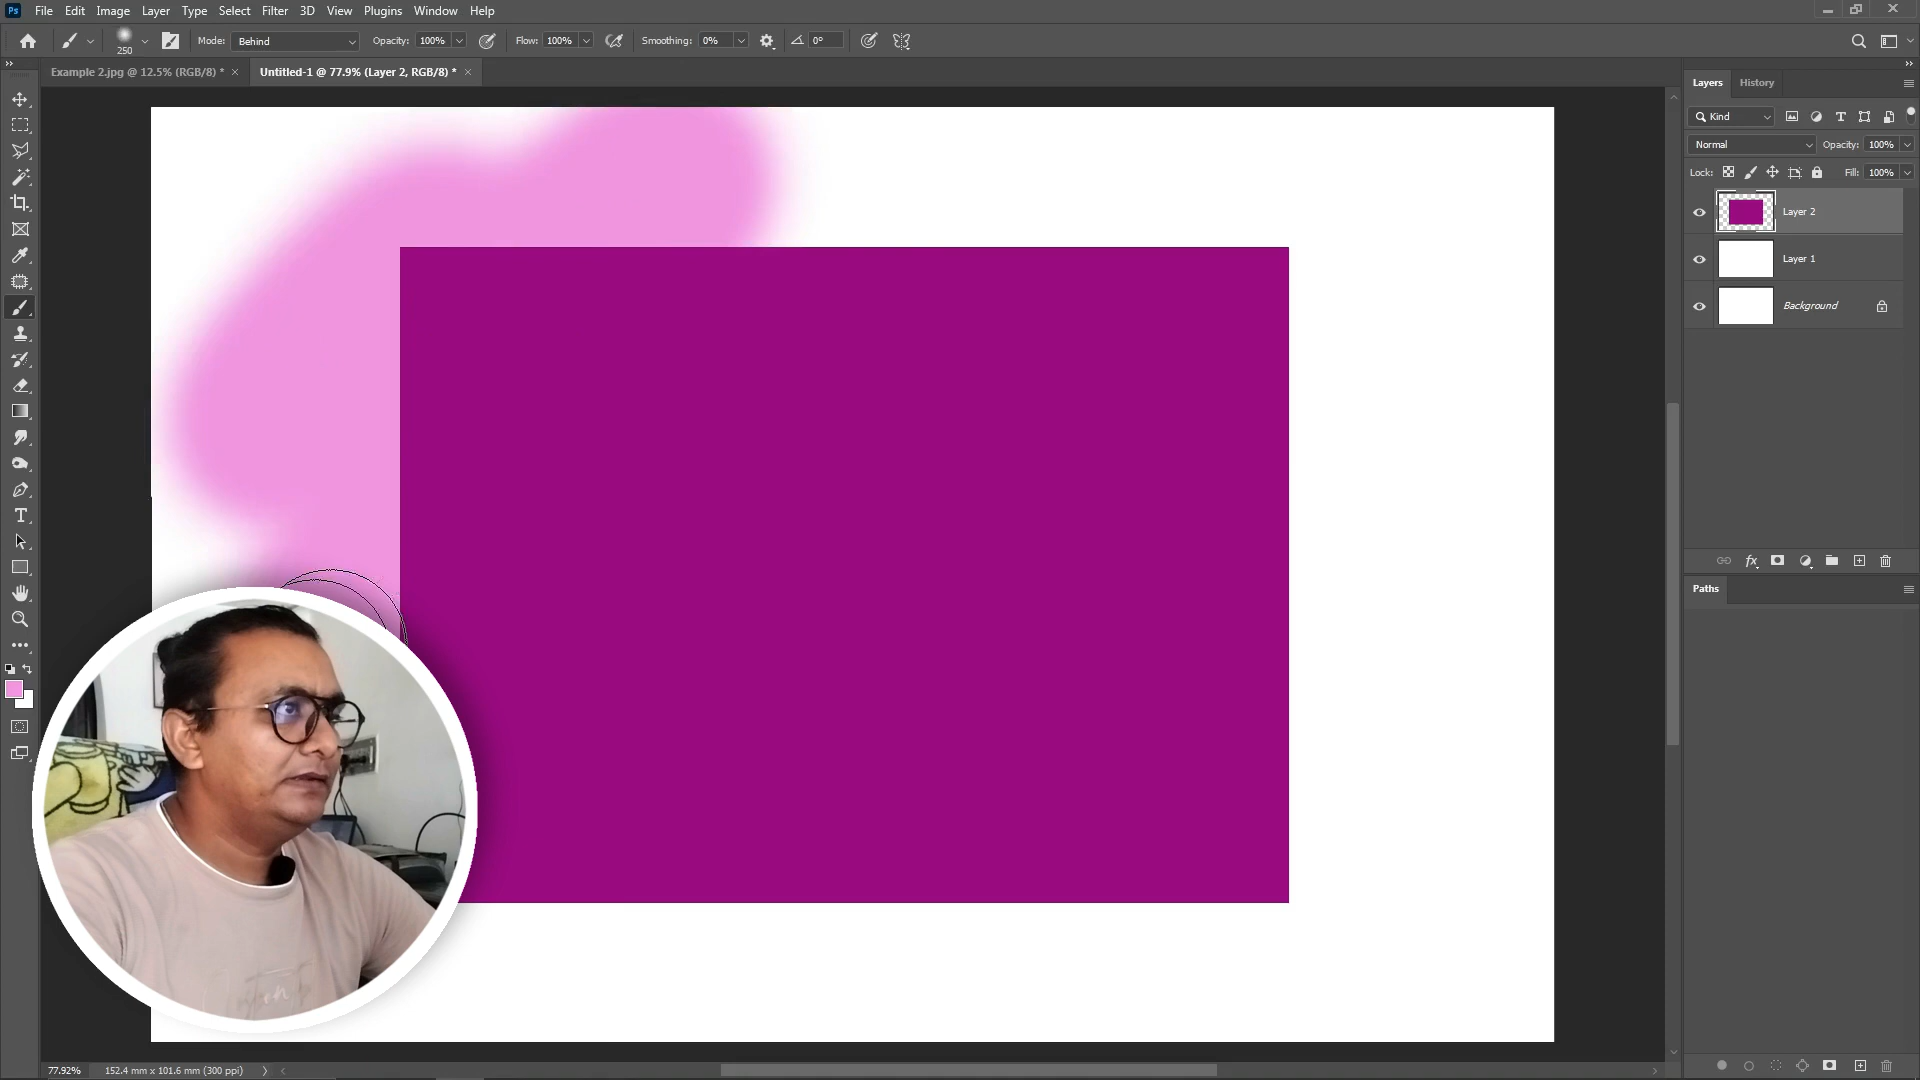 Ps File Edit Image Layer Type Select Filter 3D View Plugins Window Help
250 Mode: Behind Opacity: 100% Flow: 100% Smoothing: 0% 0°
Example 2.jpg @ 12.5% (RGB/8) * × Untitled-1 @ 77.9% (Layer 2, RGB/8) * ×
Layers History
Kind
Normal Opacity: 100%
Lock: Fill: 100%
Layer 2
Layer 1
Background
Paths
77.92% 152.4 mm x 101.6 mm (300 ppi)